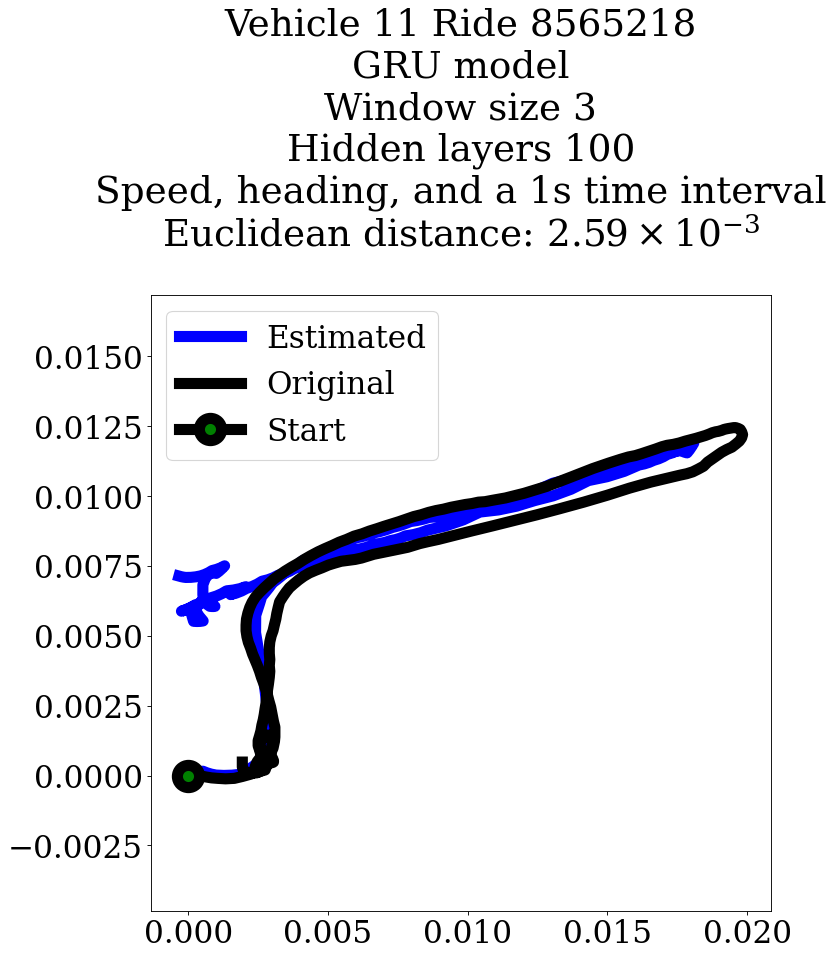 Vehicle 11 Ride 8565218
GRU model
Window size 3
Hidden layers 100
Speed, heading, and a 1s time interval
Euclidean distance: 2.59 × 10⁻³
Estimated
Original
Start
0.0150
0.0125
0.0100
0.0075
0.0050
0.0025
0.0000
−0.0025
0.000 0.005 0.010 0.015 0.020